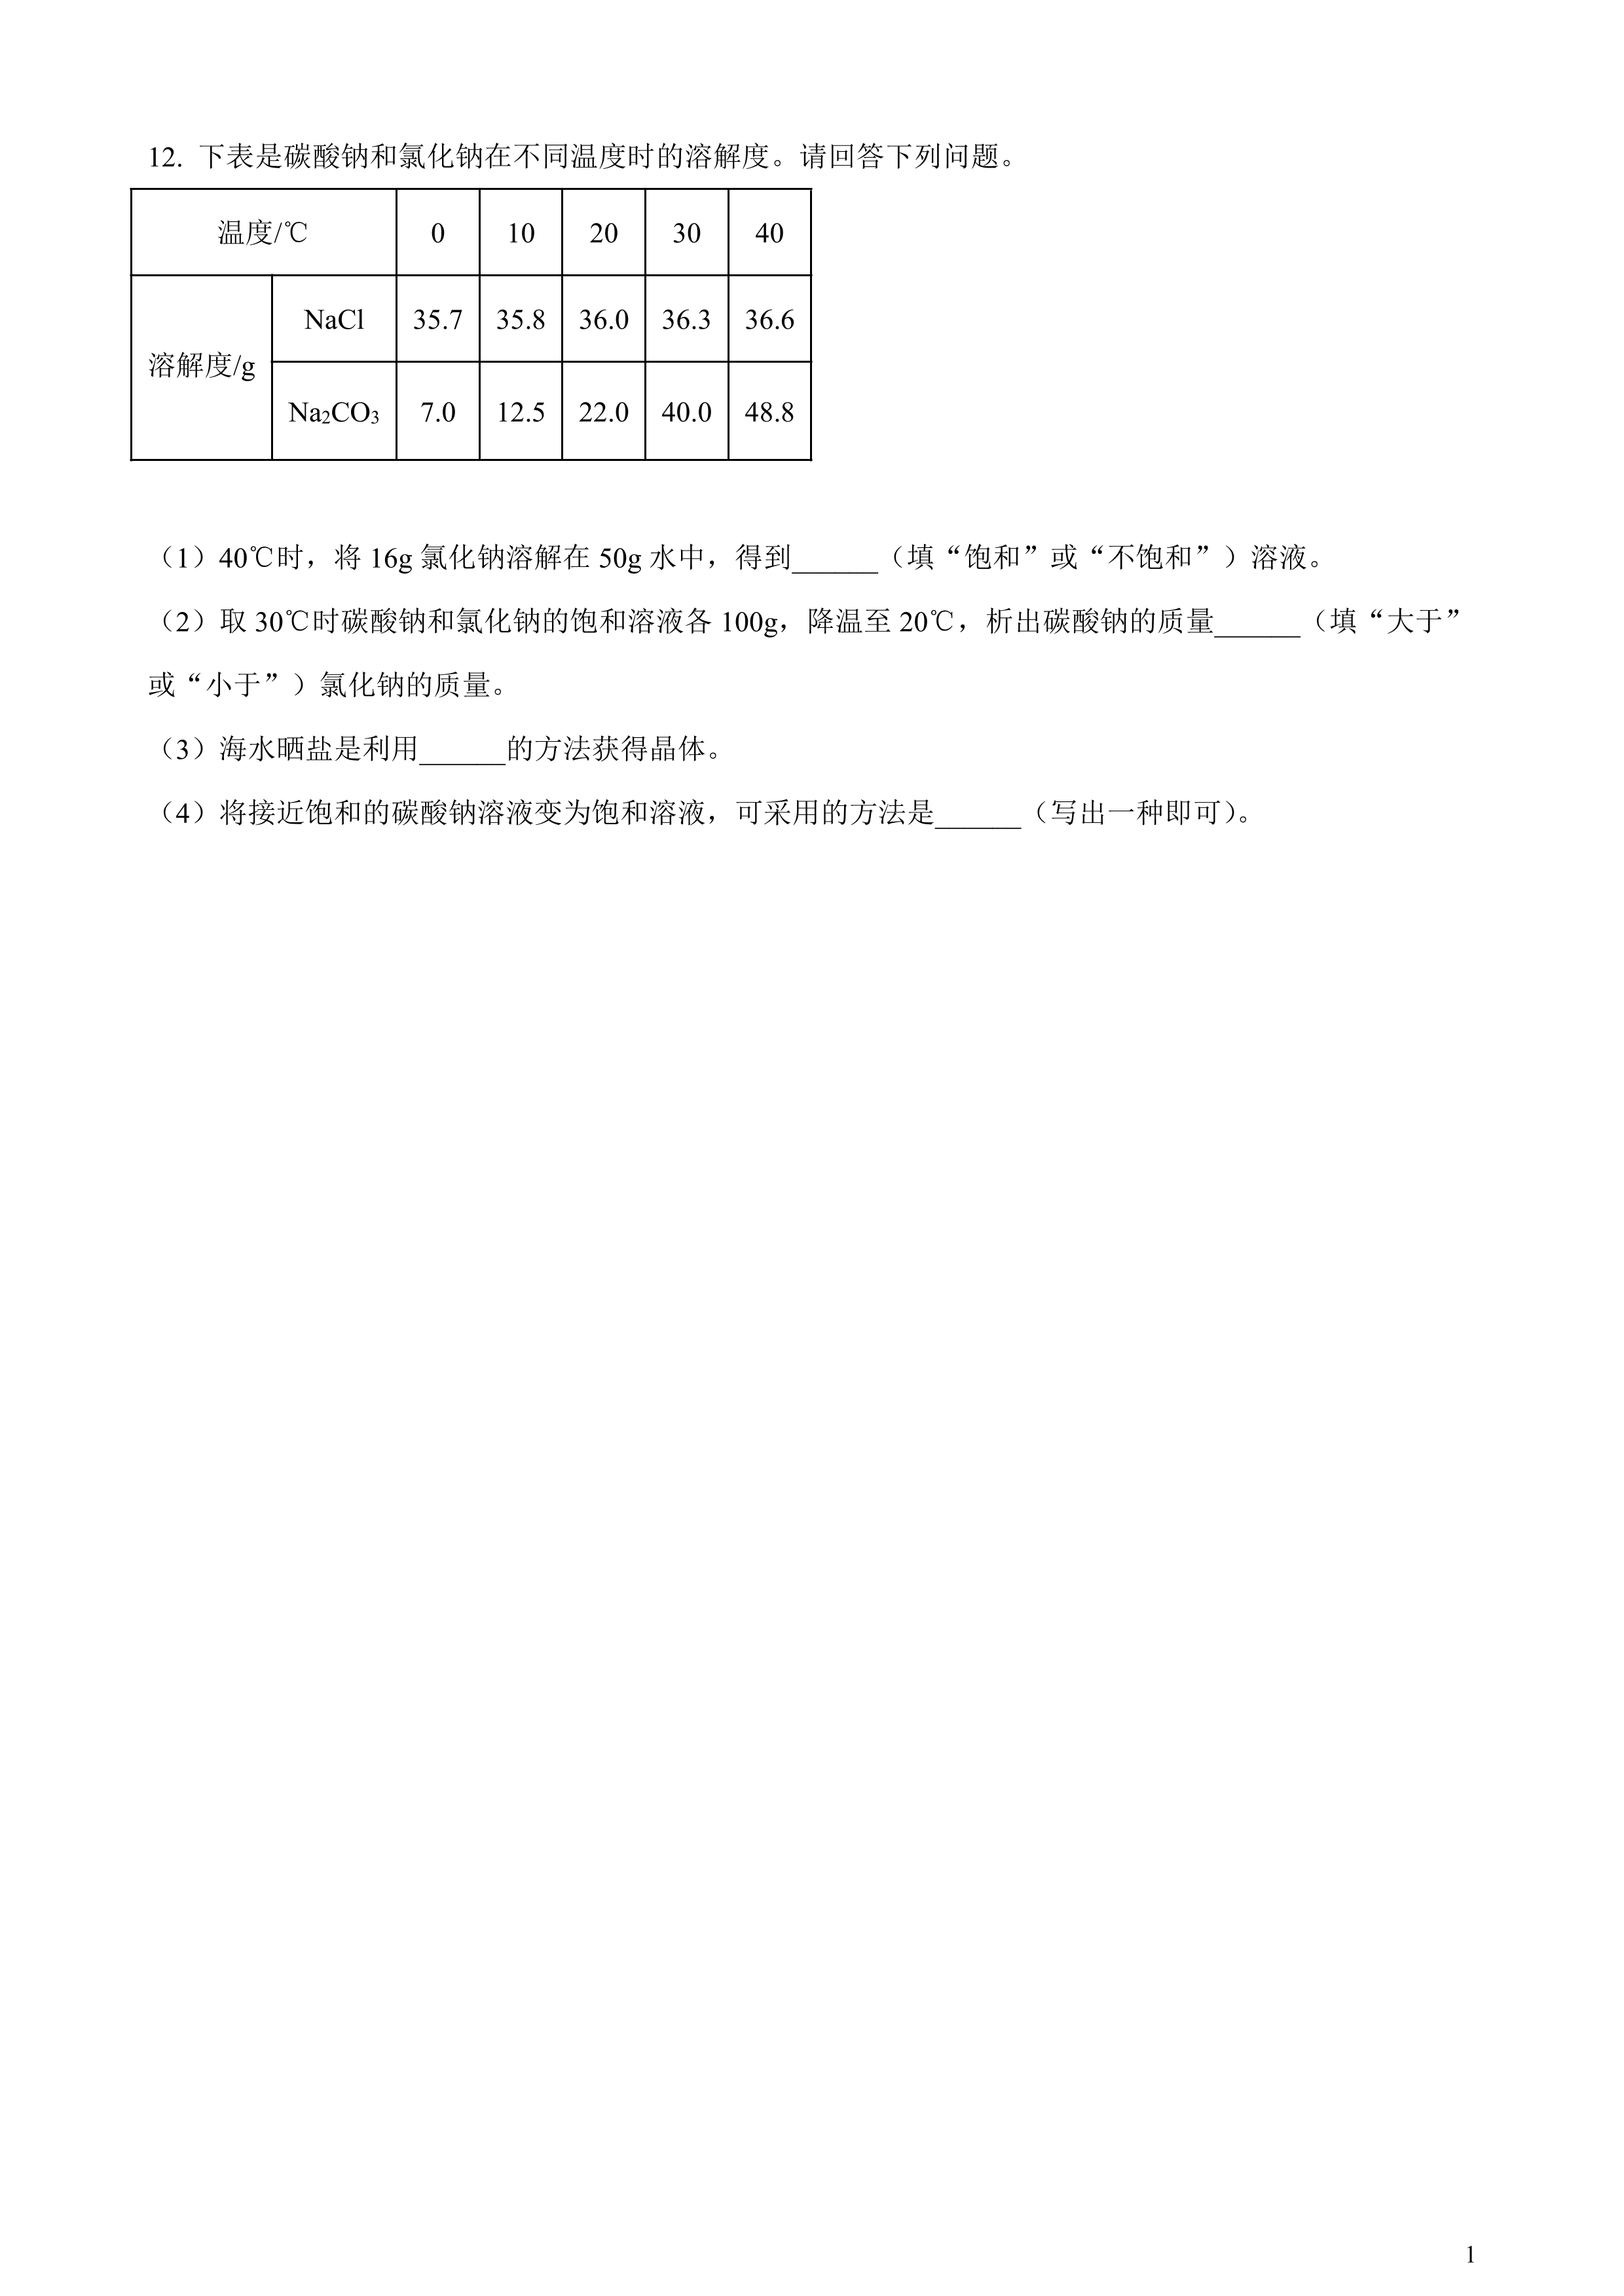 12. 下表是碳酸钠和氯化钠在不同温度时的溶解度。请回答下列问题。
温度/℃ 0 10 20 30 40
溶解度/g
NaCl 35.7 35.8 36.0 36.3 36.6
Na₂CO₃ 7.0 12.5 22.0 40.0 48.8
（1）40℃时，将 16g 氯化钠溶解在 50g 水中，得到______（填“饱和”或“不饱和”）溶液。
（2）取 30℃时碳酸钠和氯化钠的饱和溶液各 100g，降温至 20℃，析出碳酸钠的质量______（填“大于”
或“小于”）氯化钠的质量。
（3）海水晒盐是利用______的方法获得晶体。
（4）将接近饱和的碳酸钠溶液变为饱和溶液，可采用的方法是______（写出一种即可）。
1